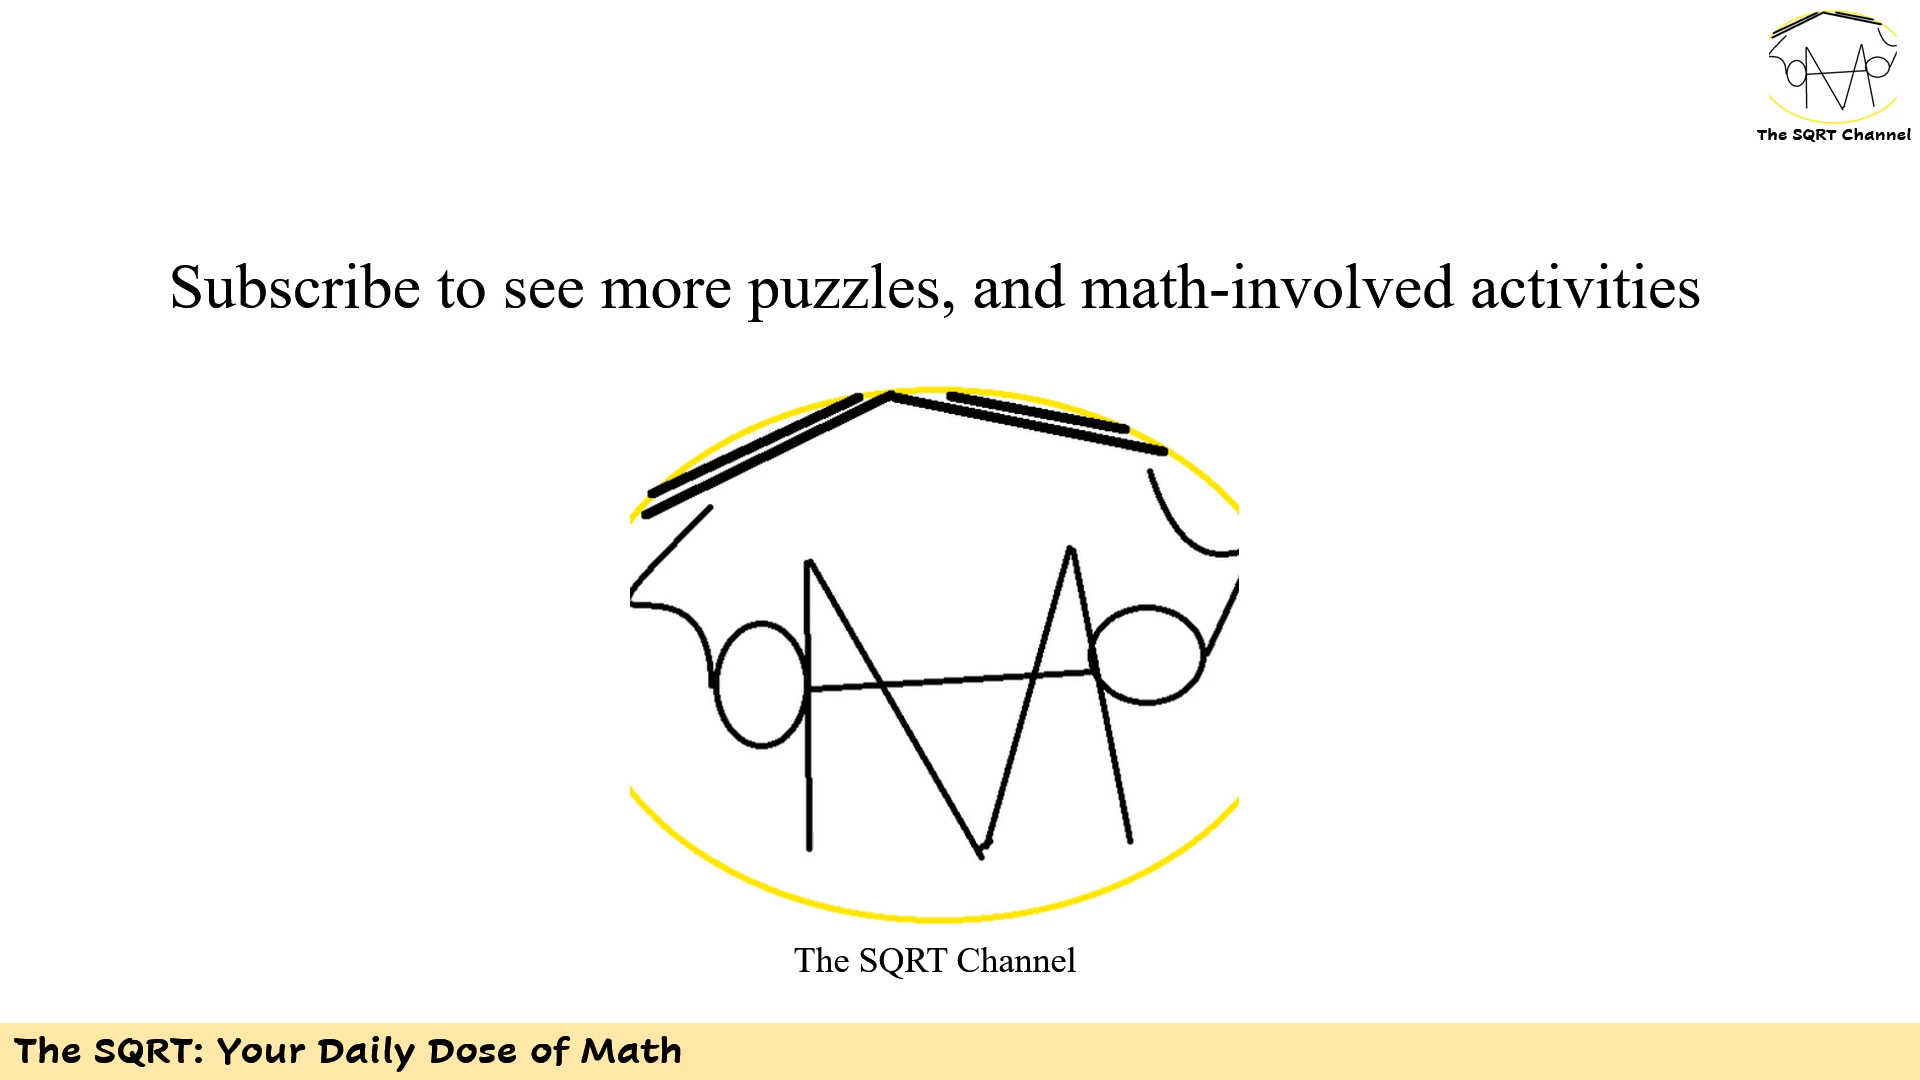 The SQRT Channel
Subscribe to see more puzzles, and math-involved activities
The SQRT Channel
The SQRT: Your Daily Dose of Math